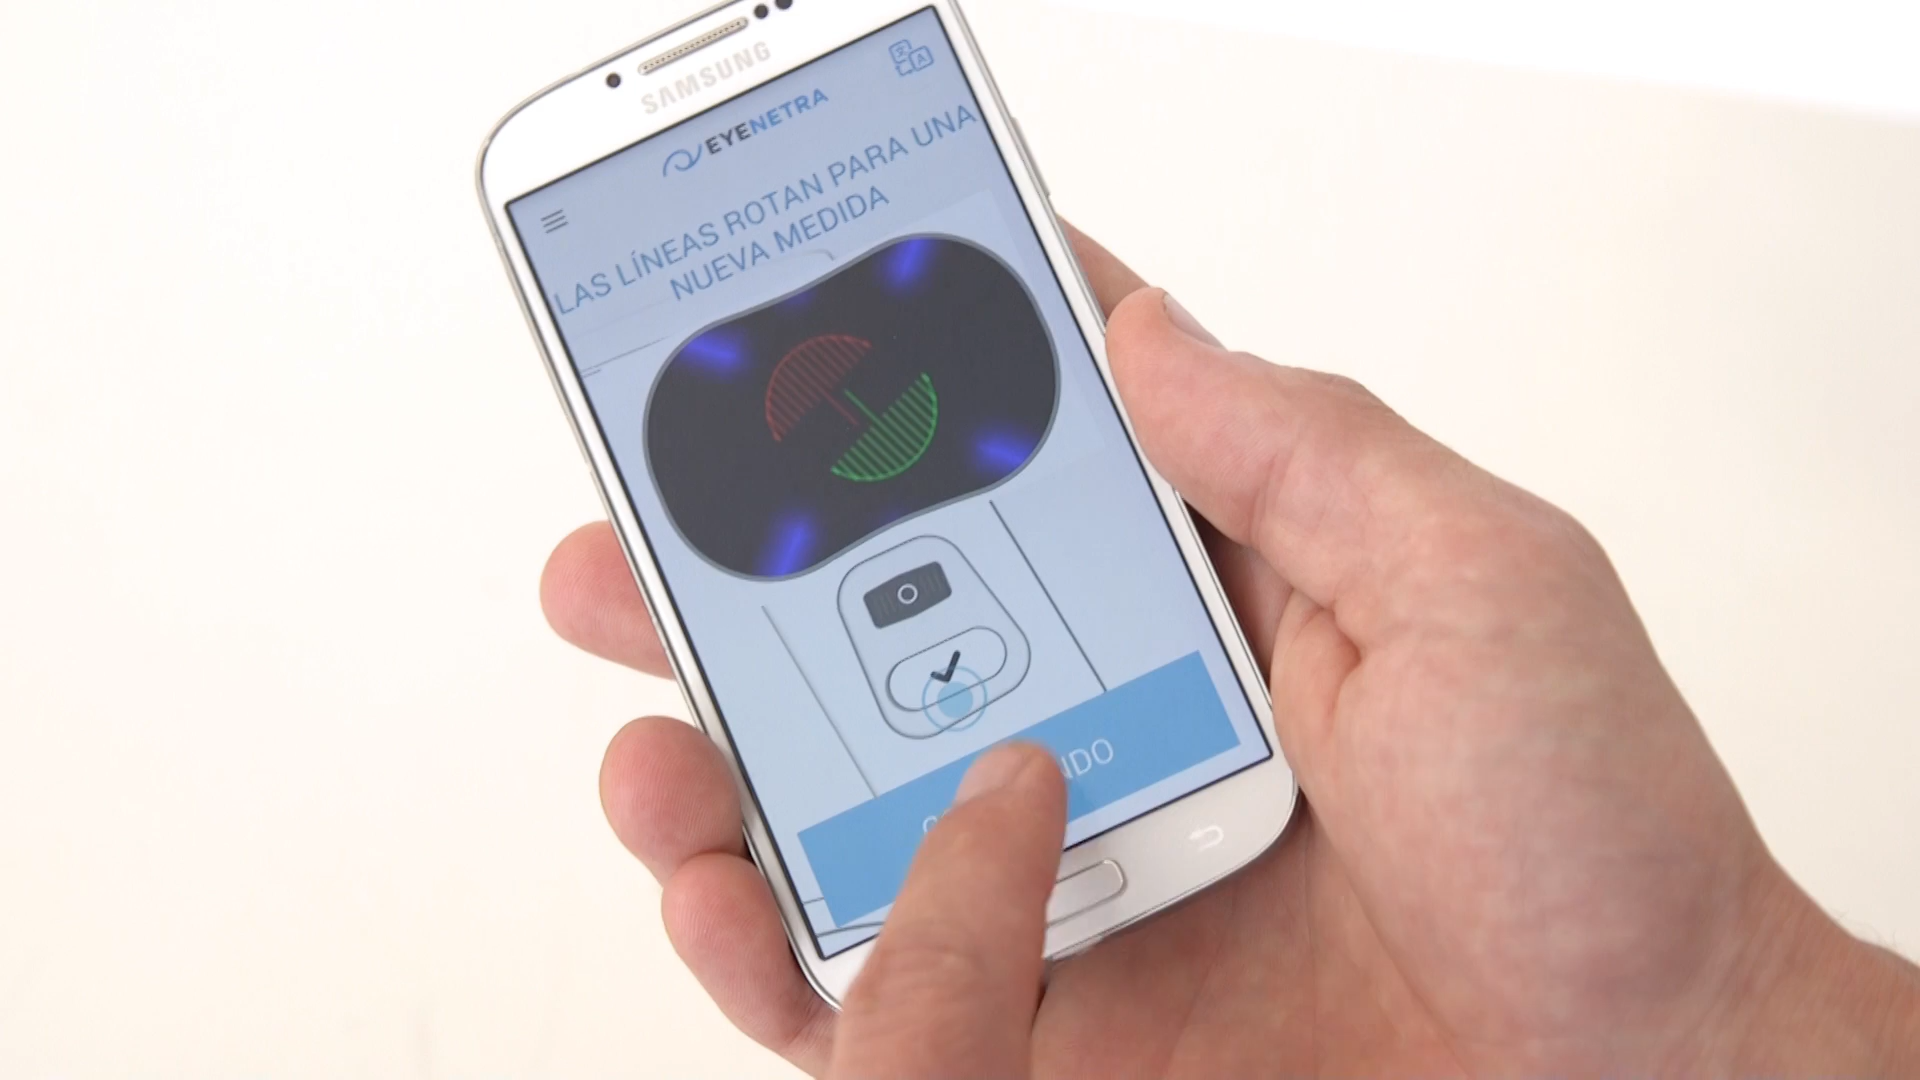 SAMSUNG
EYENETRA
LAS LÍNEAS ROTAN PARA UNA
NUEVA MEDIDA